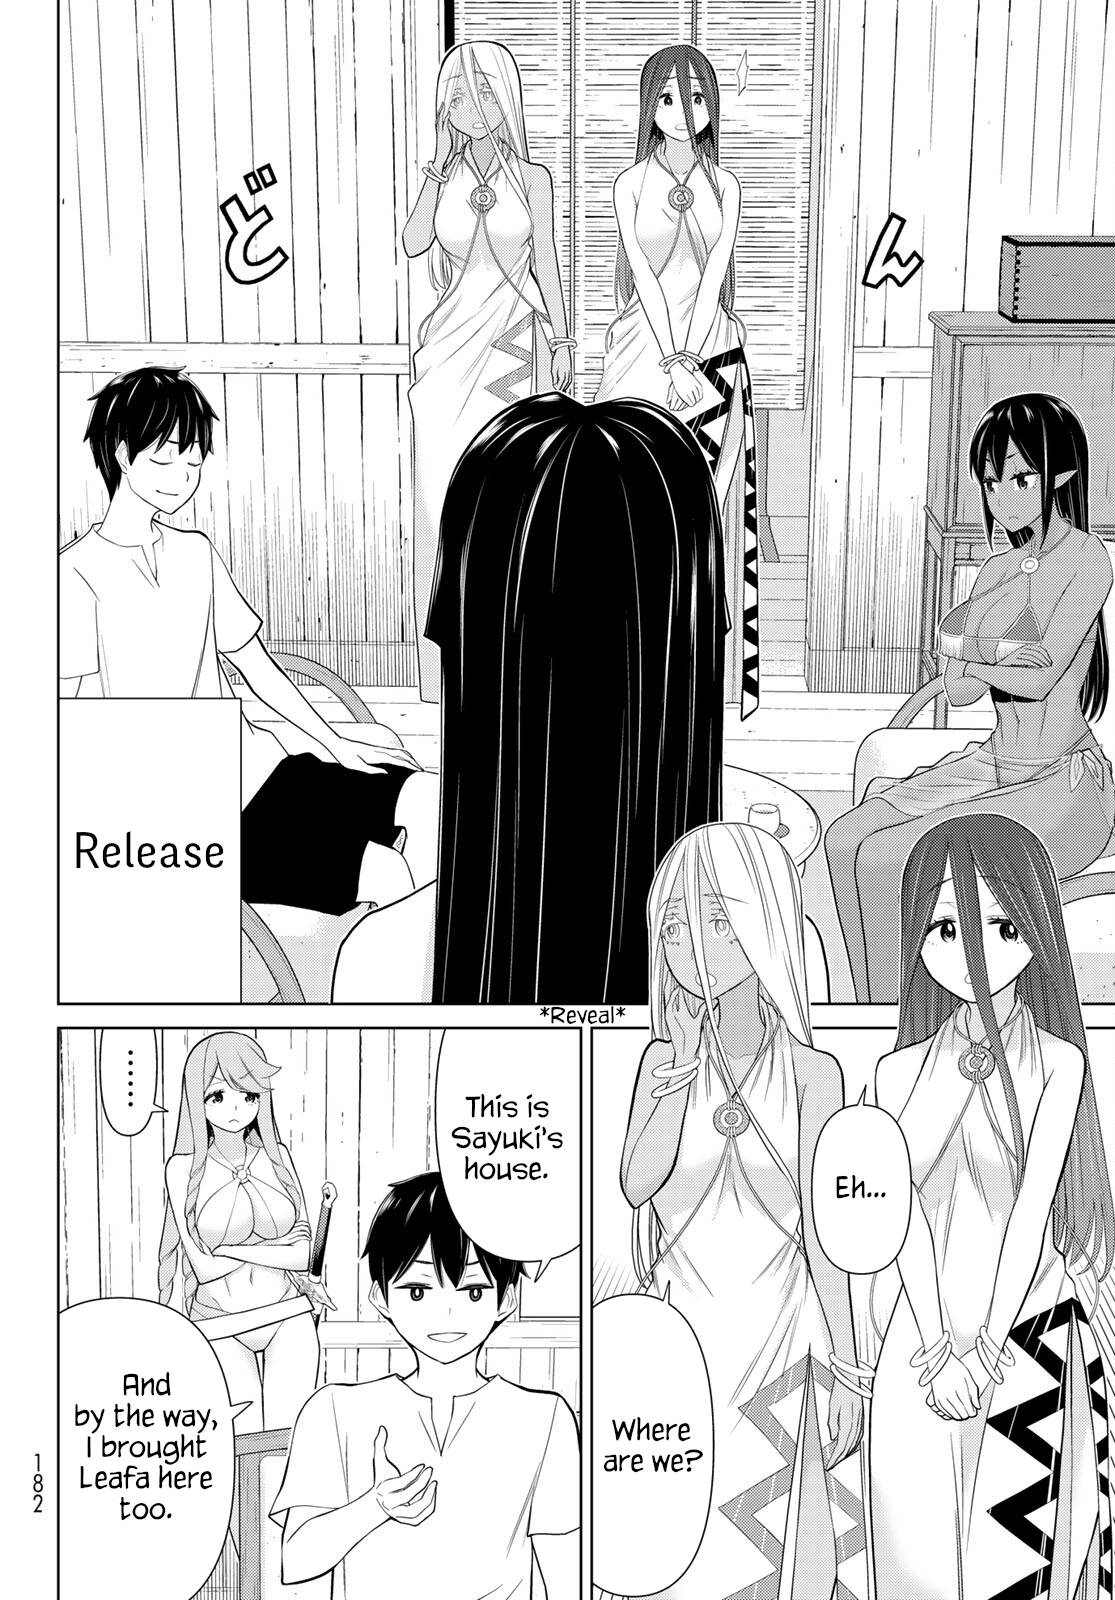 どん
Release
*Reveal*
Eh...
Where
are we?
This is
Sayuki's
house.
......
And
by the way,
I brought
Leafa here
too.
182